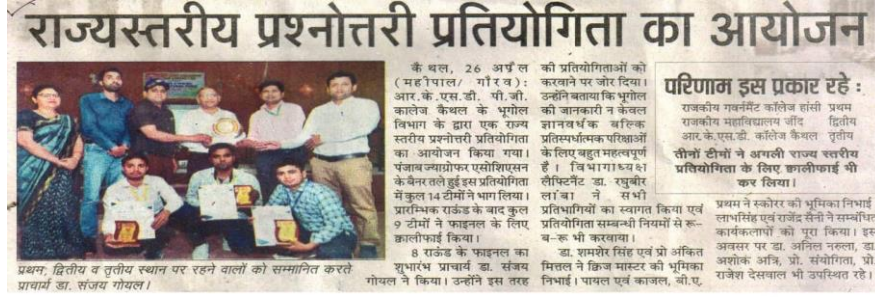 राज्यस्तरीय प्रश्नोत्तरी प्रतियोगिता का आयोजन
प्रथम, द्वितीय व तृतीय स्थान पर रहने वालों को सम्मानित करते
प्राचार्य डा. संजय गोयल।
कैथल, 26 अप्रैल
(महीपाल/ गौरव):
आर.के.एस.डी. पी.जी.
कालेज कैथल के भूगोल
विभाग के द्वारा एक राज्य
स्तरीय प्रश्नोत्तरी प्रतियोगिता
का आयोजन किया गया।
पंजाब ज्याग्रोफर एसोशिएसन
के बैनर तले हुई इस प्रतियोगिता
में कुल 14 टीमों ने भाग लिया।
प्रारम्भिक राऊंड के बाद कुल
9 टीमों ने फाइनल के लिए
क़ालीफाई किया।
8 राऊंड के फाइनल का
शुभारंभ प्राचार्य डा. संजय
गोयल ने किया। उन्होंने इस तरह
की प्रतियोगिताओं को
करवाने पर जोर दिया।
उन्होंने बताया कि भूगोल
की जानकारी न केवल
ज्ञानवर्धक बल्कि
प्रतिस्पर्धात्मक परिक्षाओं
के लिए बहुत महत्वपूर्ण
है। विभागाध्यक्ष
लैफ्टिनैंट डा. रघुबीर
लांबा ने सभी
प्रतिभागियों का स्वागत किया एवं
प्रतियोगिता सम्बन्धी नियमों से रू-
ब-रू भी करवाया।
डा. शमशेर सिंह एवं प्रो अंकित
मित्तल ने क्विज मास्टर की भूमिका
निभाई। पायल एवं काजल, बी.ए.
परिणाम इस प्रकार रहे :
राजकीय गवर्नमैंट कॉलेज हांसी प्रथम
राजकीय महाविद्यालय जींद द्वितीय
आर.के.एस.डी. कॉलेज कैथल तृतीय
तीनों टीमों ने अगली राज्य स्तरीय
प्रतियोगिता के लिए क़ालीफाई भी
कर लिया।
प्रथम ने स्कोरर की भूमिका निभाई
लाभसिंह एवं राजेंद्र सैनी ने सम्बंधित
कार्यकलापों को पूरा किया। इस
अवसर पर डा. अनिल नरुला, डा.
अशोक अत्रि, प्रो. संयोगिता, प्रो.
राजेश देसवाल भी उपस्थित रहे।